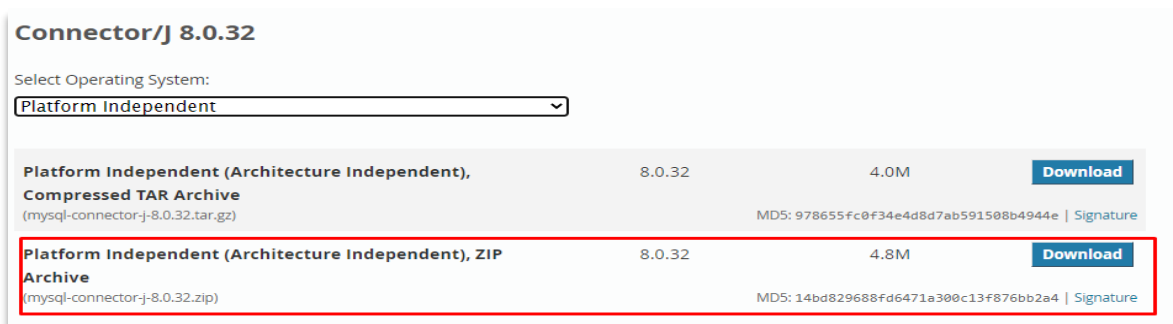 Connector/J 8.0.32
Select Operating System:
Platform Independent
Platform Independent (Architecture Independent), Compressed TAR Archive
8.0.32
4.0M
Download
(mysql-connector-j-8.0.32.tar.gz)
MD5: 978655fc0f34e4d8d7ab591508b4944e | Signature
Platform Independent (Architecture Independent), ZIP Archive
8.0.32
4.8M
Download
(mysql-connector-j-8.0.32.zip)
MD5: 14bd829688fd6471a300c13f876bb2a4 | Signature